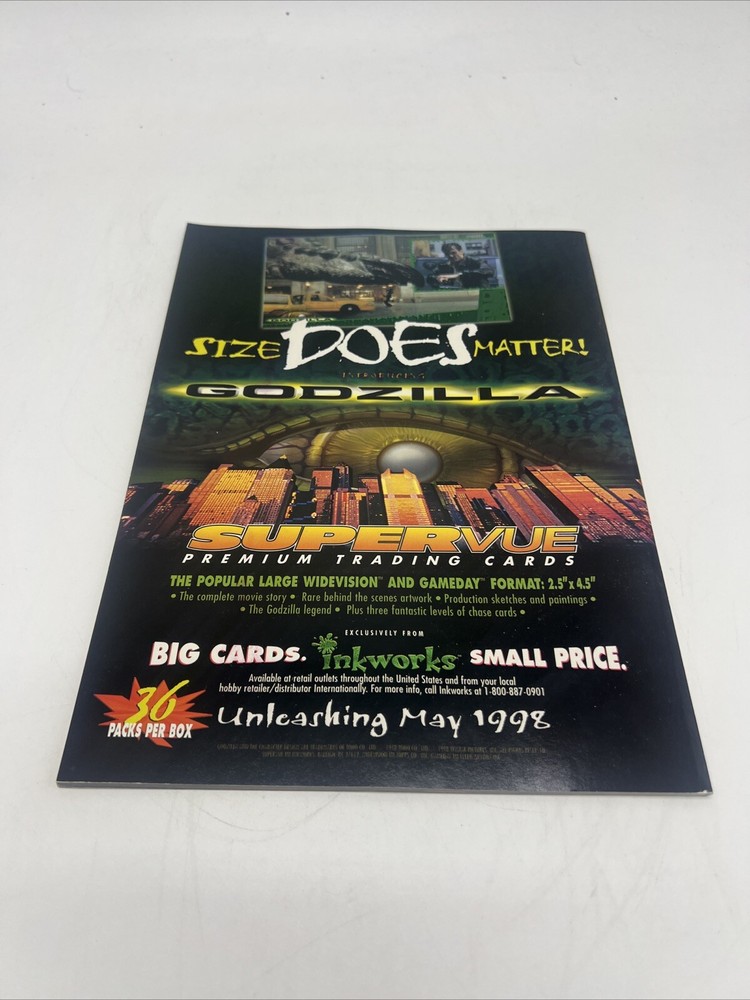 GODZILLA
SIZE DOES MATTER!
INTRODUCING
GODZILLA
SUPERVUE
PREMIUM TRADING CARDS
THE POPULAR LARGE WIDEVISION™ AND GAMEDAY™ FORMAT: 2.5" x 4.5"
• The complete movie story • Rare behind the scenes artwork • Production sketches and paintings •
• The Godzilla legend • Plus three fantastic levels of chase cards •
EXCLUSIVELY FROM
BIG CARDS. inkworks™ SMALL PRICE.
Available at retail outlets throughout the United States and from your local
hobby retailer/distributor Internationally. For more info, call Inkworks at 1-800-887-0901
36
PACKS PER BOX
Unleashing May 1998